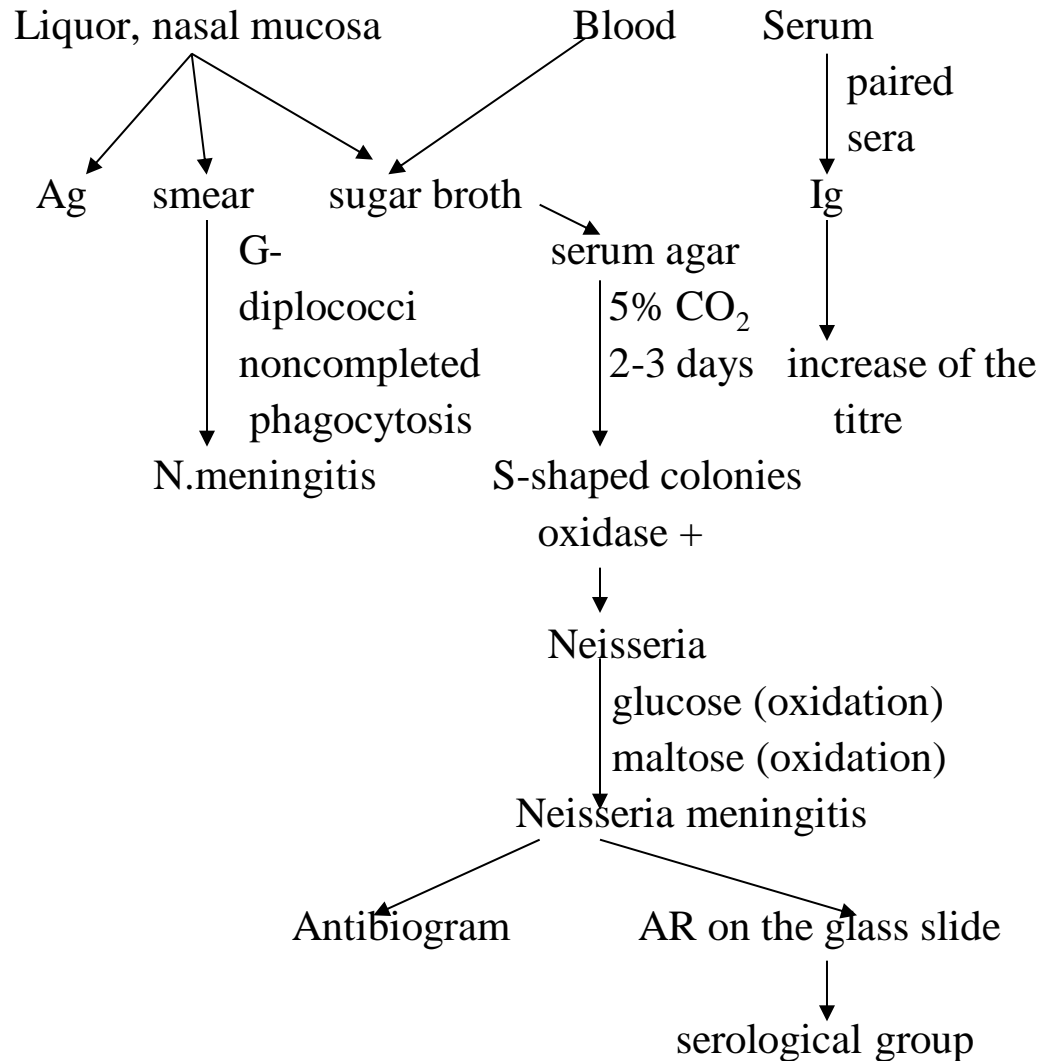 Liquor, nasal mucosa Blood Serum
paired
sera
Ag smear sugar broth Ig
G-
diplococci
noncompleted
phagocytosis
serum agar
5% CO₂
2-3 days
increase of the
titre
N.meningitis S-shaped colonies
oxidase +
Neisseria
glucose (oxidation)
maltose (oxidation)
Neisseria meningitis
Antibiogram AR on the glass slide
serological group